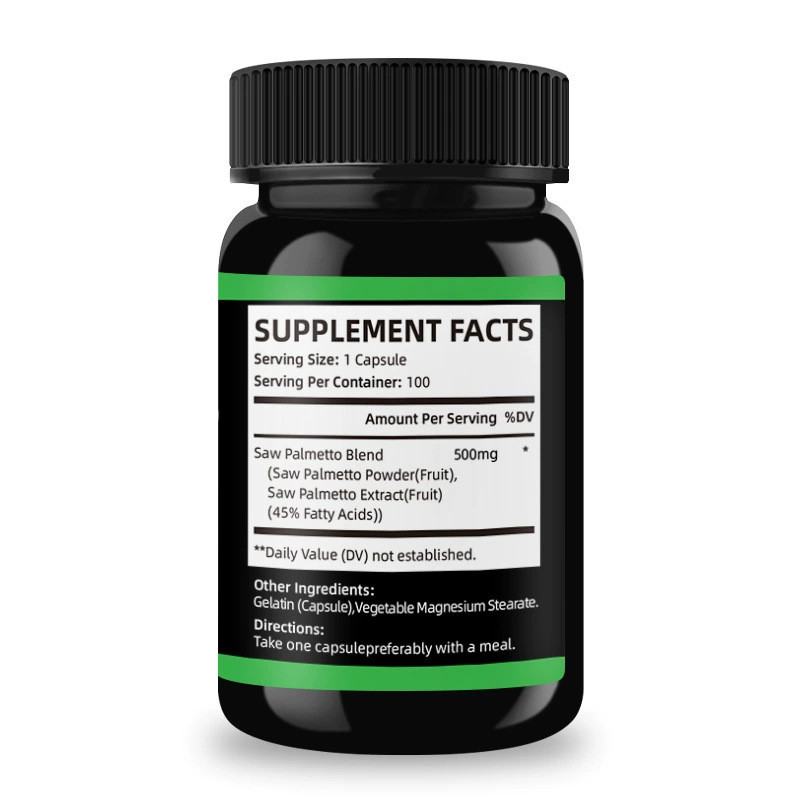 SUPPLEMENT FACTS
Serving Size: 1 Capsule
Serving Per Container: 100
Amount Per Serving %DV
Saw Palmetto Blend 500mg *
(Saw Palmetto Powder(Fruit),
Saw Palmetto Extract(Fruit)
(45% Fatty Acids))
**Daily Value (DV) not established.
Other Ingredients:
Gelatin (Capsule),Vegetable Magnesium Stearate.
Directions:
Take one capsulepreferably with a meal.